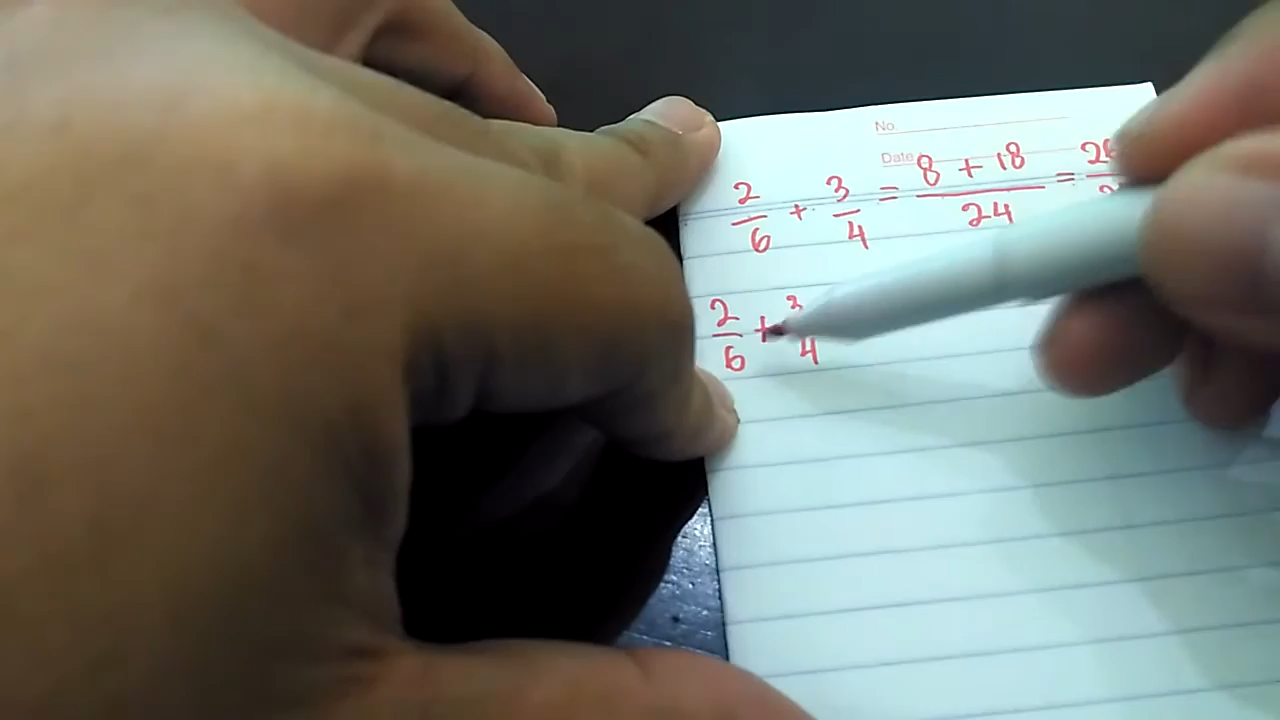 No.
Date
2/6 + 3/4 = 8 + 18/24 = 26/
2/6 + 3/4